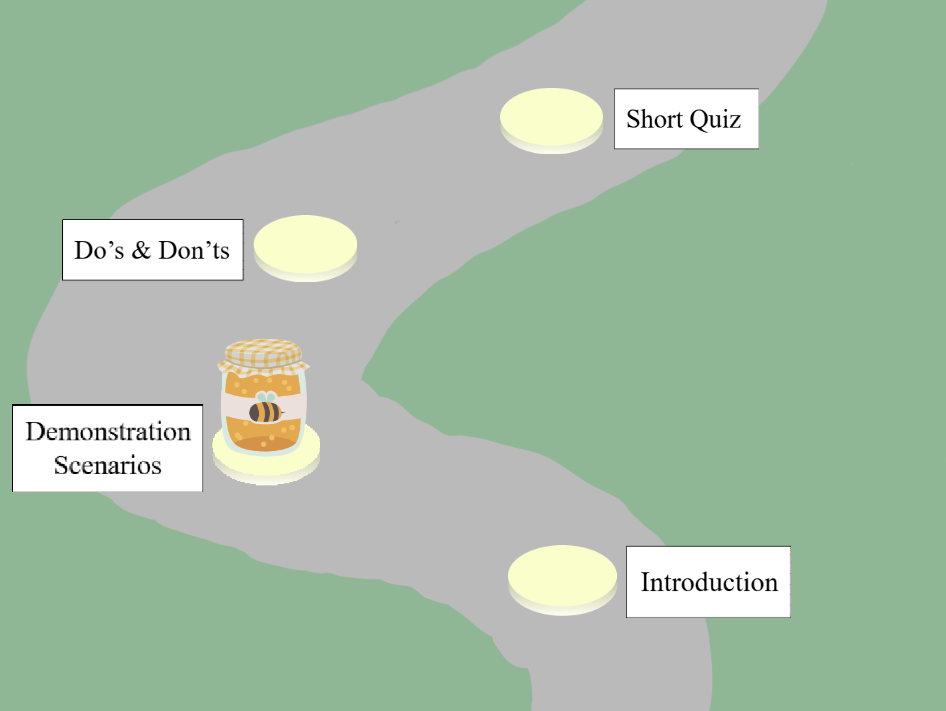 Short Quiz
Do’s & Don’ts
Demonstration
Scenarios
Introduction